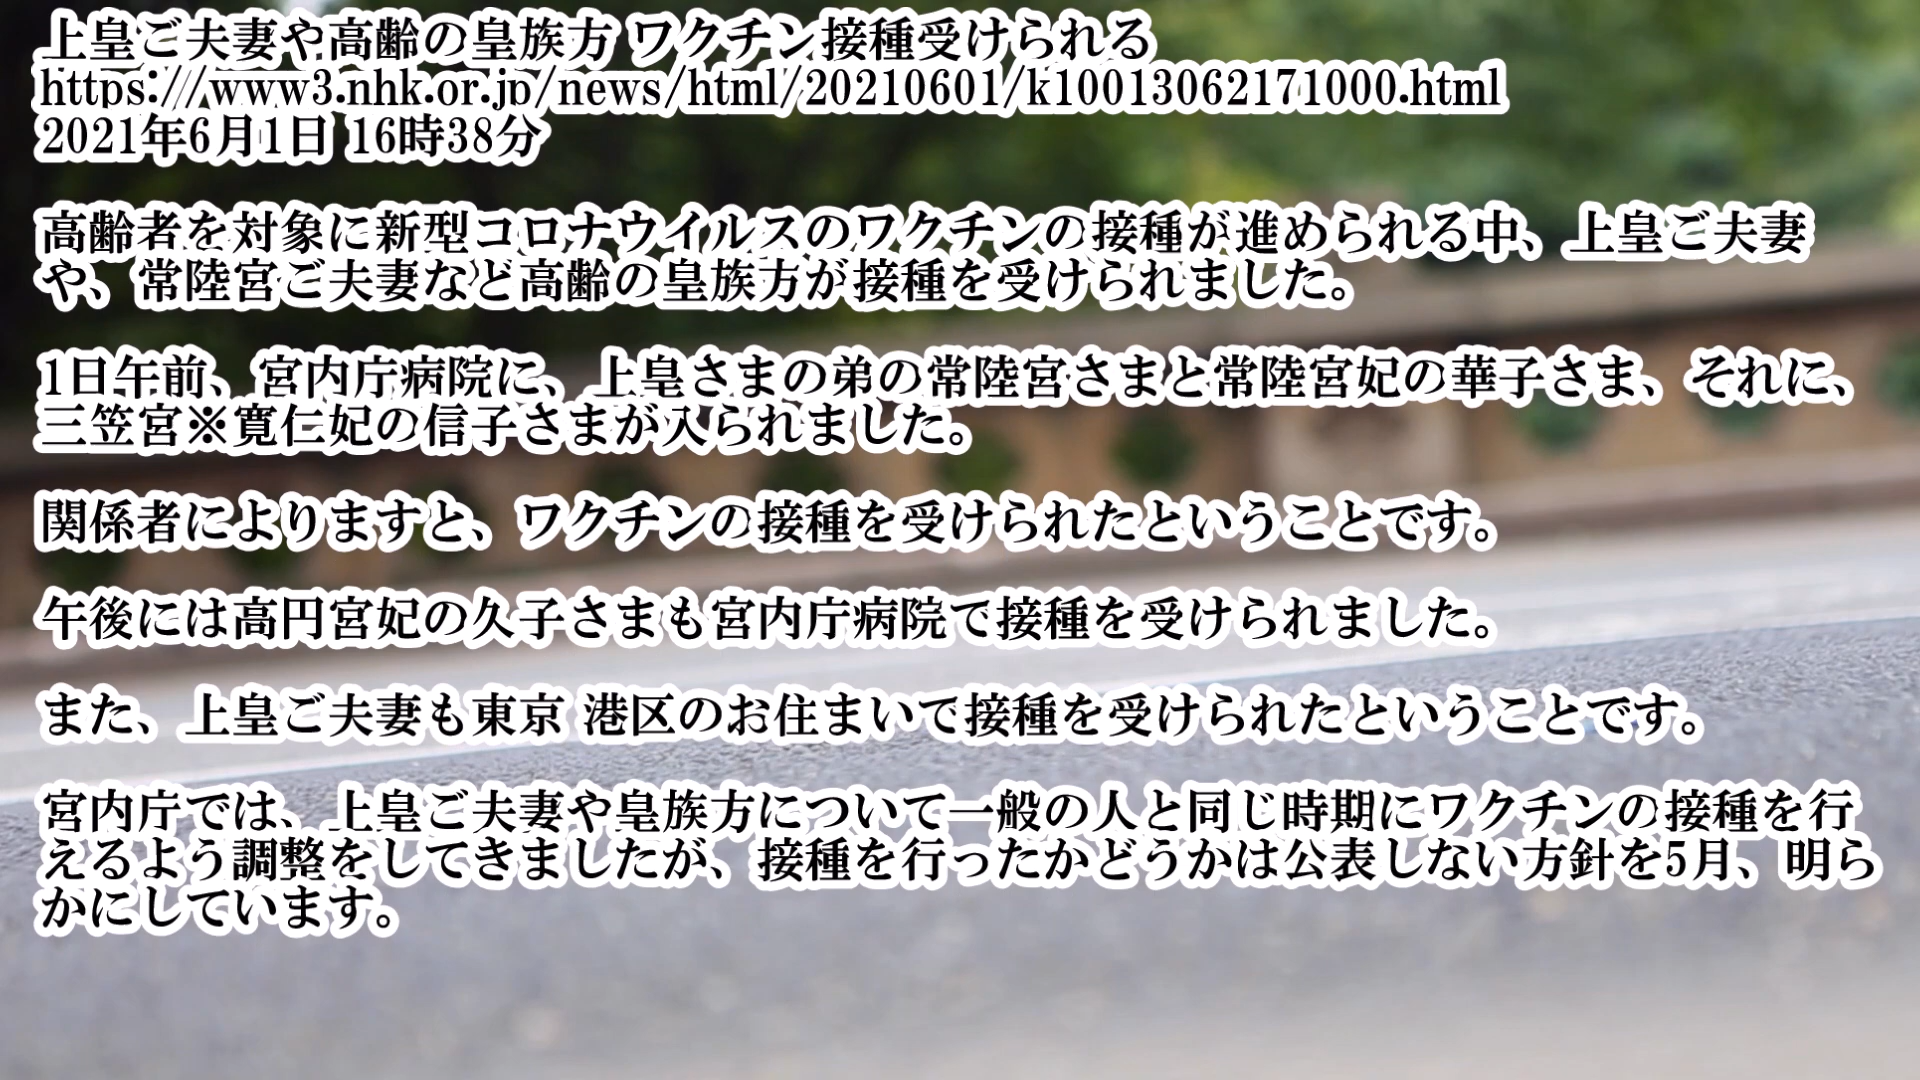 上皇ご夫妻や高齢の皇族方 ワクチン接種受けられる
https://www3.nhk.or.jp/news/html/20210601/k10013062171000.html
2021年6月1日 16時38分
高齢者を対象に新型コロナウイルスのワクチンの接種が進められる中、上皇ご夫妻
や、常陸宮ご夫妻など高齢の皇族方が接種を受けられました。
1日午前、宮内庁病院に、上皇さまの弟の常陸宮さまと常陸宮妃の華子さま、それに、
三笠宮※寛仁妃の信子さまが入られました。
関係者によりますと、ワクチンの接種を受けられたということです。
午後には高円宮妃の久子さまも宮内庁病院で接種を受けられました。
また、上皇ご夫妻も東京 港区のお住まいで接種を受けられたということです。
宮内庁では、上皇ご夫妻や皇族方について一般の人と同じ時期にワクチンの接種を行
えるよう調整をしてきましたが、接種を行ったかどうかは公表しない方針を5月、明ら
かにしています。